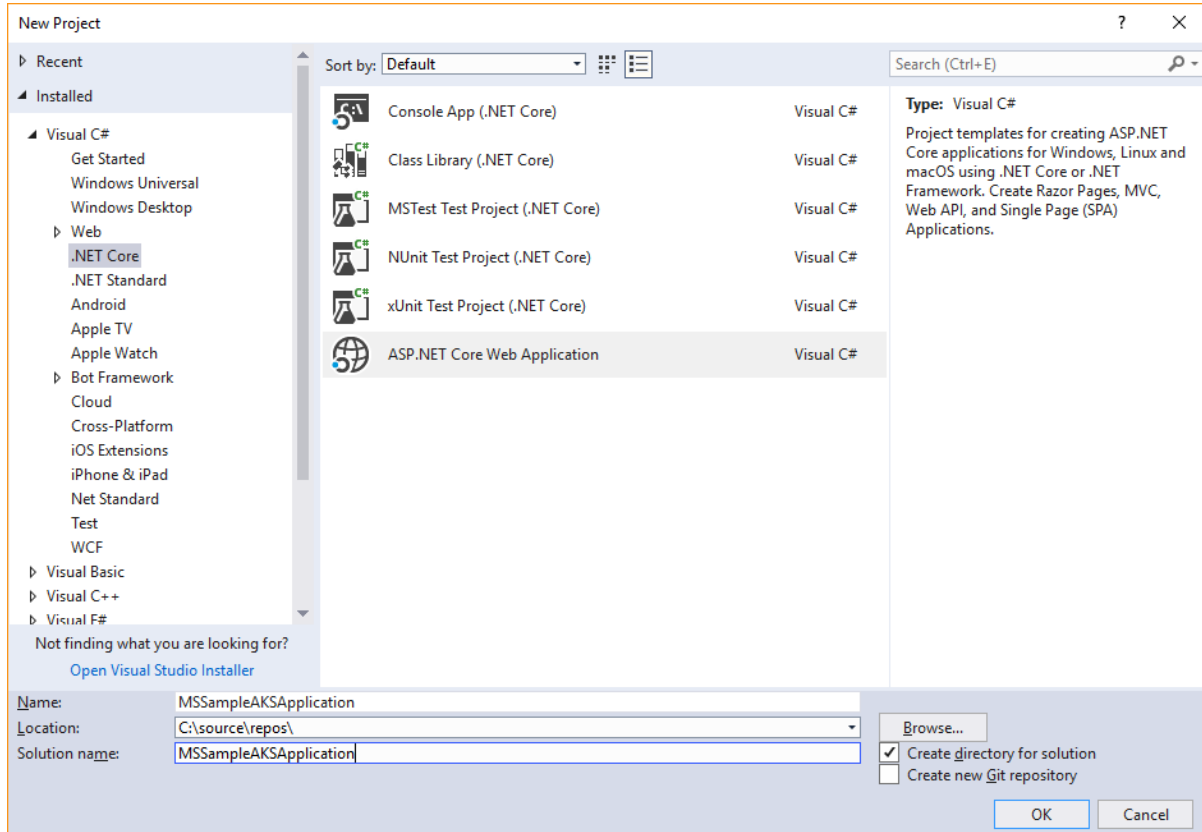 New Project
?
Recent
Installed
Visual C#
Get Started
Windows Universal
Windows Desktop
Web
.NET Core
.NET Standard
Android
Apple TV
Apple Watch
Bot Framework
Cloud
Cross-Platform
iOS Extensions
iPhone & iPad
Net Standard
Test
WCF
Visual Basic
Visual C++
Visual F#
Not finding what you are looking for?
Open Visual Studio Installer
Sort by: Default
Console App (.NET Core) Visual C#
Class Library (.NET Core) Visual C#
MSTest Test Project (.NET Core) Visual C#
NUnit Test Project (.NET Core) Visual C#
xUnit Test Project (.NET Core) Visual C#
ASP.NET Core Web Application Visual C#
Search (Ctrl+E)
Type: Visual C#
Project templates for creating ASP.NET
Core applications for Windows, Linux and
macOS using .NET Core or .NET
Framework. Create Razor Pages, MVC,
Web API, and Single Page (SPA)
Applications.
Name: MSSampleAKSApplication
Location: C:\source\repos\
Solution name: MSSampleAKSApplication
Browse...
Create directory for solution
Create new Git repository
OK
Cancel